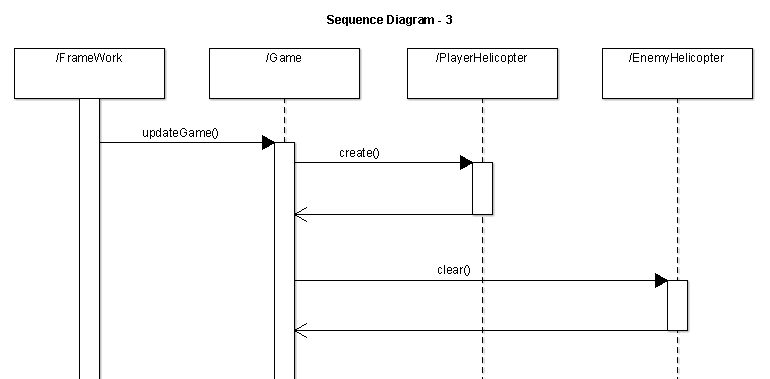 Sequence Diagram - 3
/FrameWork
/Game
/PlayerHelicopter
/EnemyHelicopter
updateGame()
create()
clear()